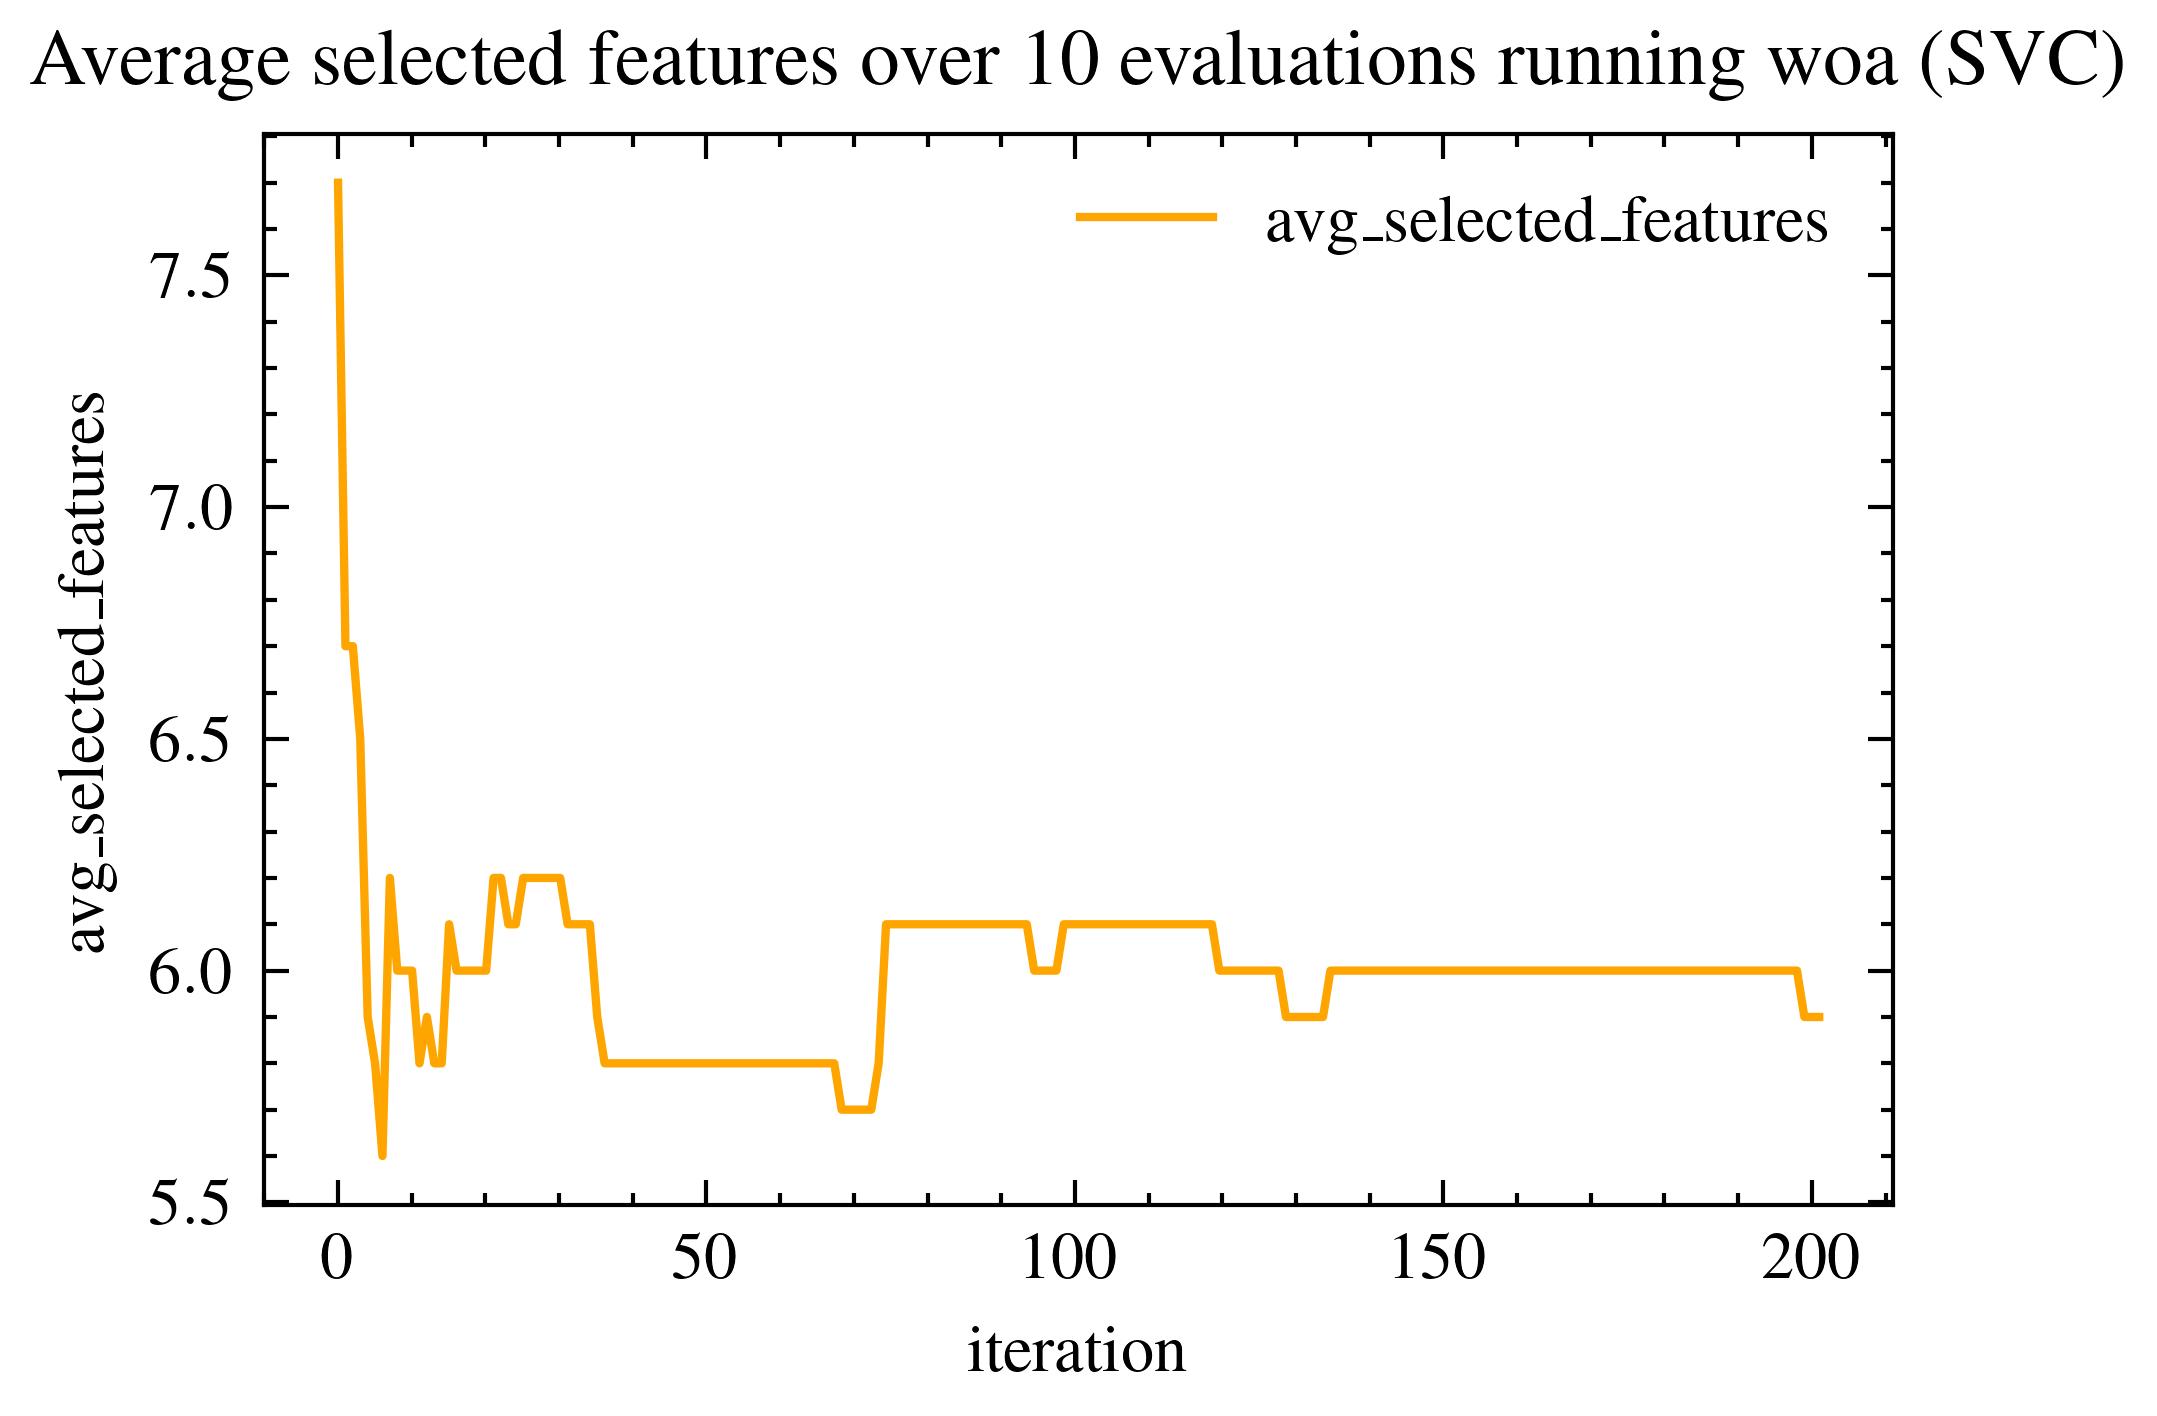 Average selected features over 10 evaluations running woa (SVC)
avg_selected_features
7.5
7.0
6.5
6.0
5.5
avg_selected_features
0 50 100 150 200
iteration